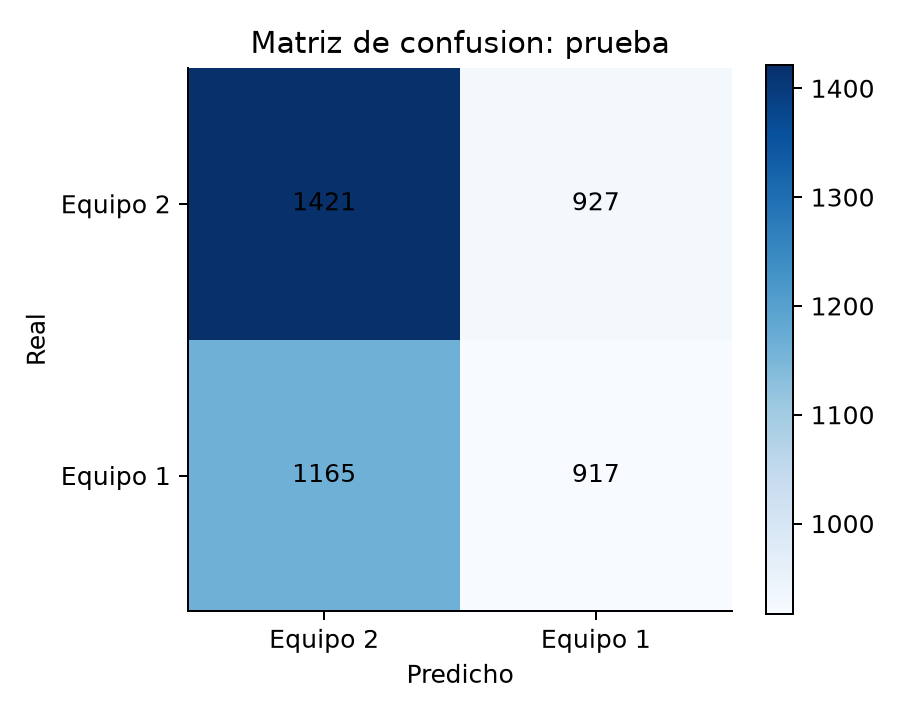 Matriz de confusion: prueba
1400
1300
1200
1100
1000
Real
Equipo 2
1421
927
Equipo 1
1165
917
Equipo 2
Equipo 1
Predicho